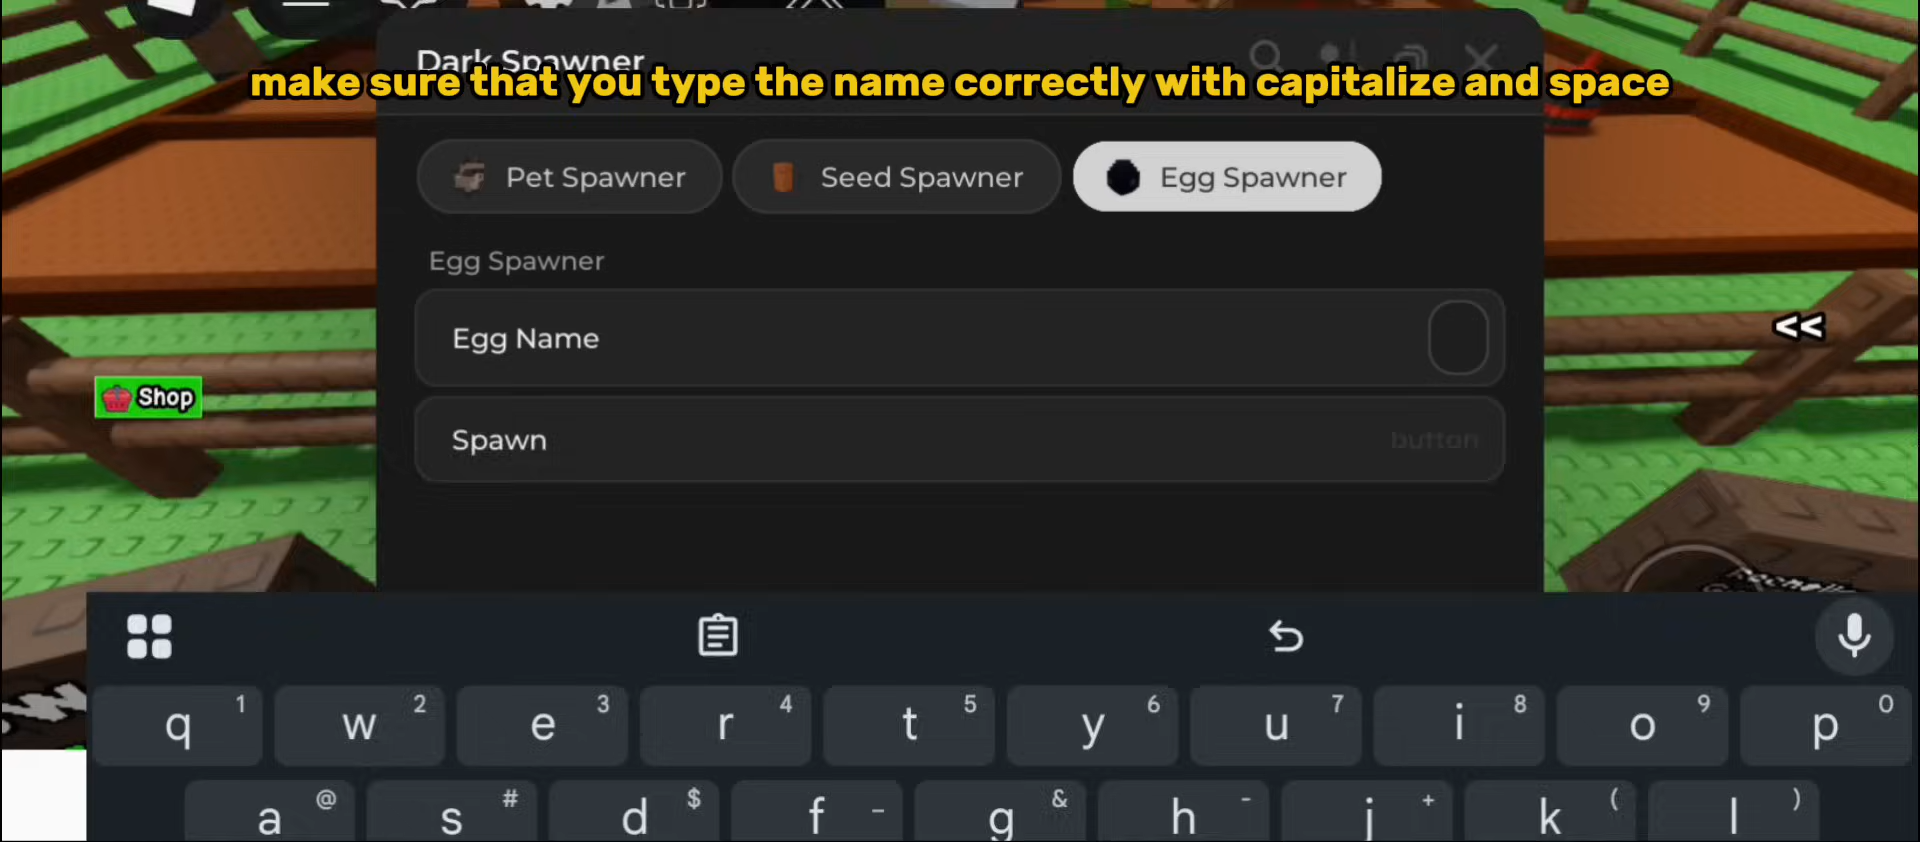 Dark Spawner
make sure that you type the name correctly with capitalize and space
Pet Spawner
Seed Spawner
Egg Spawner
Egg Spawner
Egg Name
<<
Shop
Spawn
button
q 1 w 2 e 3 r 4 t 5 y 6 u 7 i 8 o 9 p 0
a @ s # d $ f _ g & h - j + k ( l )